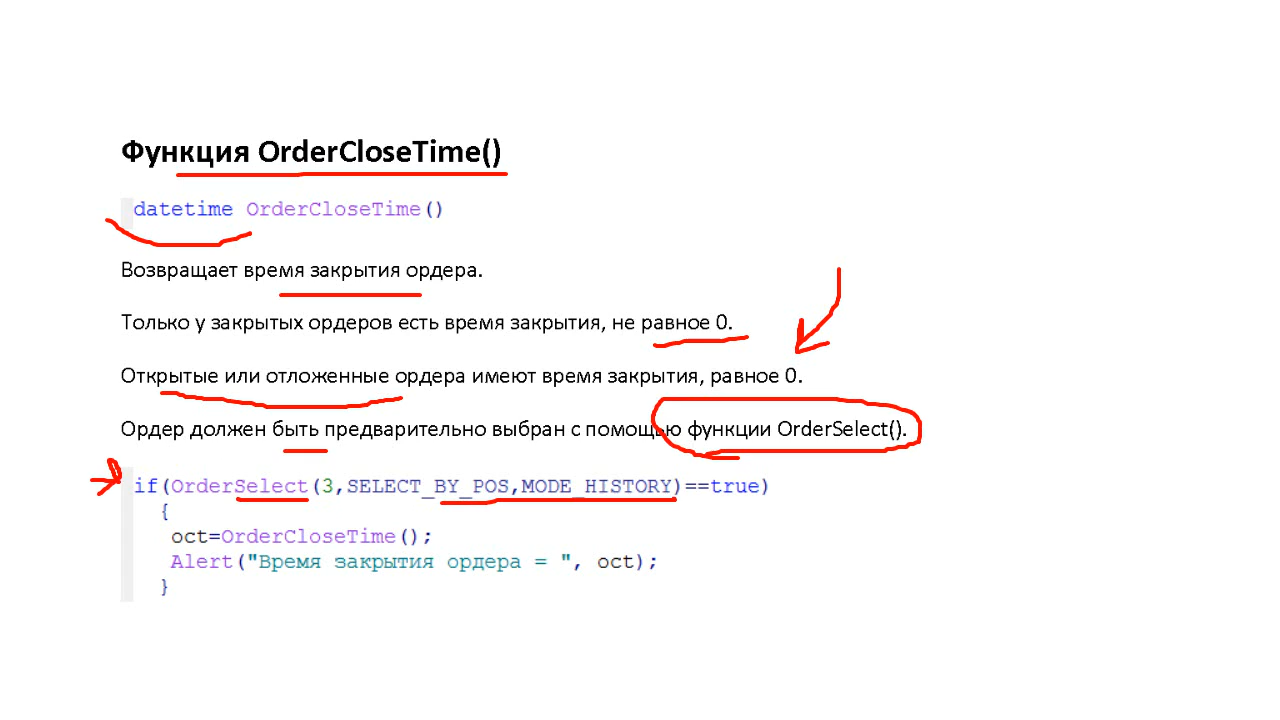 Функция OrderCloseTime()
datetime OrderCloseTime()
Возвращает время закрытия ордера.
Только у закрытых ордеров есть время закрытия, не равное 0.
Открытые или отложенные ордера имеют время закрытия, равное 0.
Ордер должен быть предварительно выбран с помощью функции OrderSelect().
if(OrderSelect(3,SELECT_BY_POS,MODE_HISTORY)==true)
{
oct=OrderCloseTime();
Alert("Время закрытия ордера = ", oct);
}